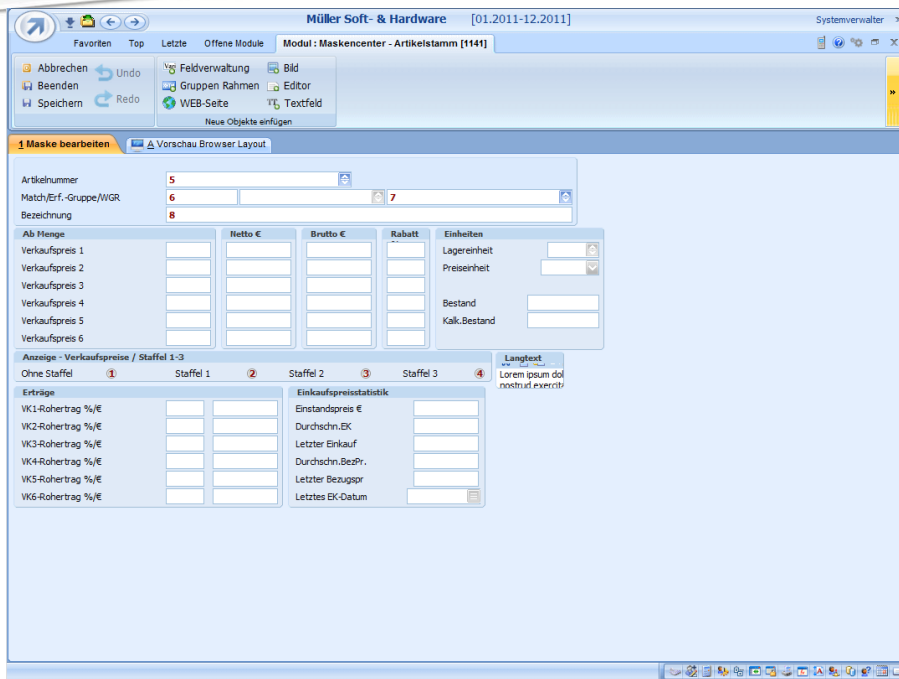 Müller Soft- & Hardware [01.2011-12.2011] Systemverwalter
Favoriten Top Letzte Offene Module Modul : Maskencenter - Artikelstamm [1141]
Abbrechen Undo Feldverwaltung Bild
Beenden Gruppen Rahmen Editor
Speichern Redo WEB-Seite Textfeld
Neue Objekte einfügen
1 Maske bearbeiten A Vorschau Browser Layout
Artikelnummer 5
Match/Erf.-Gruppe/WGR 6 7
Bezeichnung 8
Ab Menge Netto € Brutto € Rabatt Einheiten
Verkaufspreis 1 Lagereinheit
Verkaufspreis 2 Preiseinheit
Verkaufspreis 3
Verkaufspreis 4 Bestand
Verkaufspreis 5 Kalk.Bestand
Verkaufspreis 6
Anzeige - Verkaufspreise / Staffel 1-3 Langtext
Ohne Staffel 1 Staffel 1 2 Staffel 2 3 Staffel 3 4 Lorem ipsum dol
nostrud exercit
Erträge Einkaufspreisstatistik
VK1-Rohertrag %/€ Einstandspreis €
VK2-Rohertrag %/€ Durchschn.EK
VK3-Rohertrag %/€ Letzter Einkauf
VK4-Rohertrag %/€ Durchschn.BezPr.
VK5-Rohertrag %/€ Letzter Bezugspr
VK6-Rohertrag %/€ Letztes EK-Datum